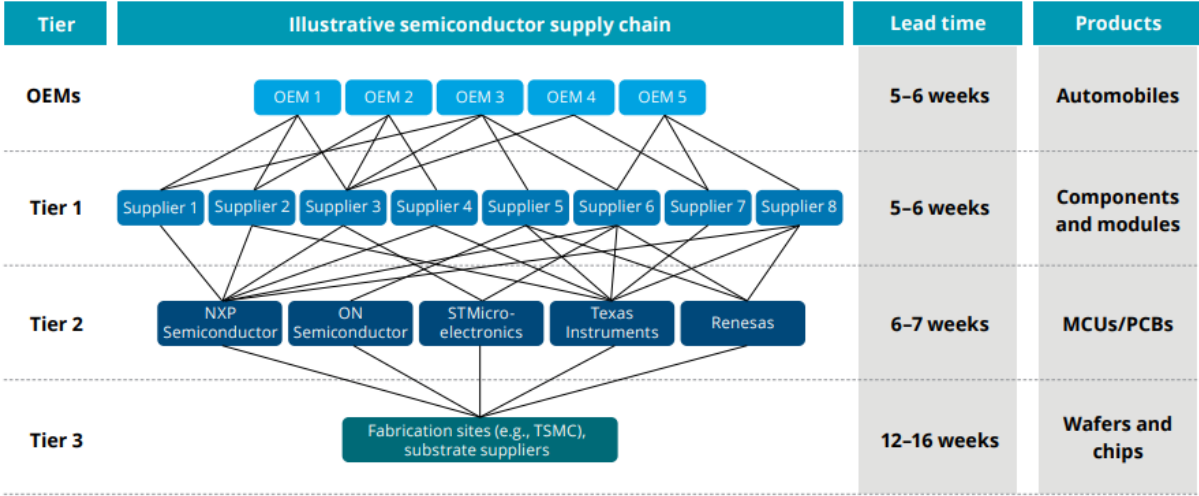 Tier
Illustrative semiconductor supply chain
Lead time
Products
OEMs
OEM 1
OEM 2
OEM 3
OEM 4
OEM 5
5–6 weeks
Automobiles
Tier 1
Supplier 1
Supplier 2
Supplier 3
Supplier 4
Supplier 5
Supplier 6
Supplier 7
Supplier 8
5–6 weeks
Components
and modules
Tier 2
NXP
Semiconductor
ON
Semiconductor
STMicro-
electronics
Texas
Instruments
Renesas
6–7 weeks
MCUs/PCBs
Tier 3
Fabrication sites (e.g., TSMC),
substrate suppliers
12–16 weeks
Wafers and
chips